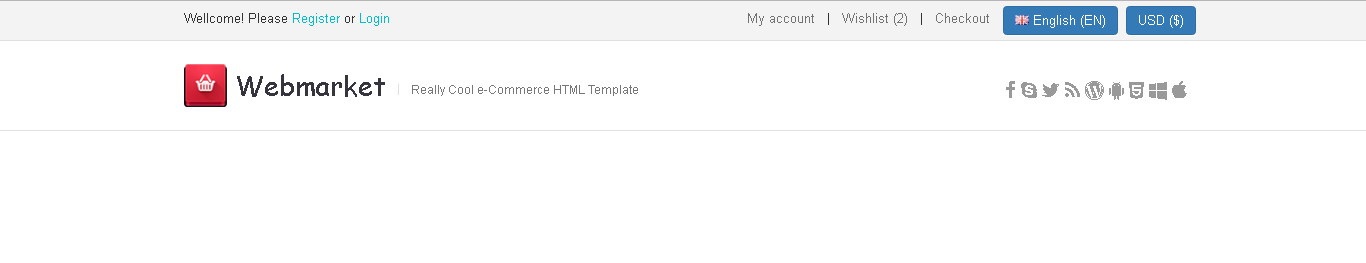 Wellcome! Please Register or Login
My account | Wishlist (2) | Checkout English (EN) USD ($)
Webmarket | Really Cool e-Commerce HTML Template